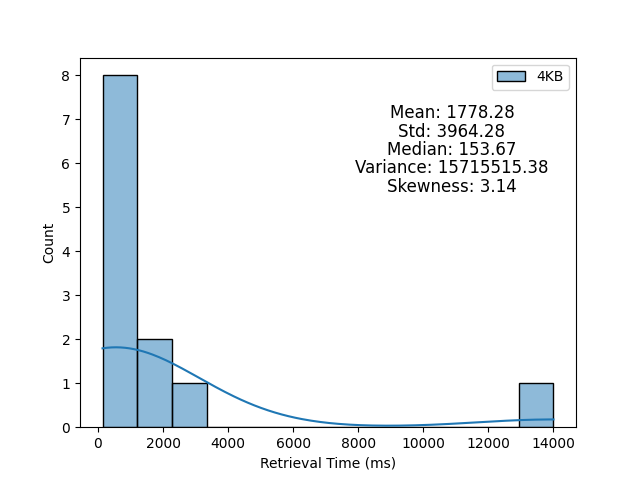 4KB
Mean: 1778.28
Std: 3964.28
Median: 153.67
Variance: 15715515.38
Skewness: 3.14
8
7
6
5
4
3
2
1
0
Count
0 2000 4000 6000 8000 10000 12000 14000
Retrieval Time (ms)